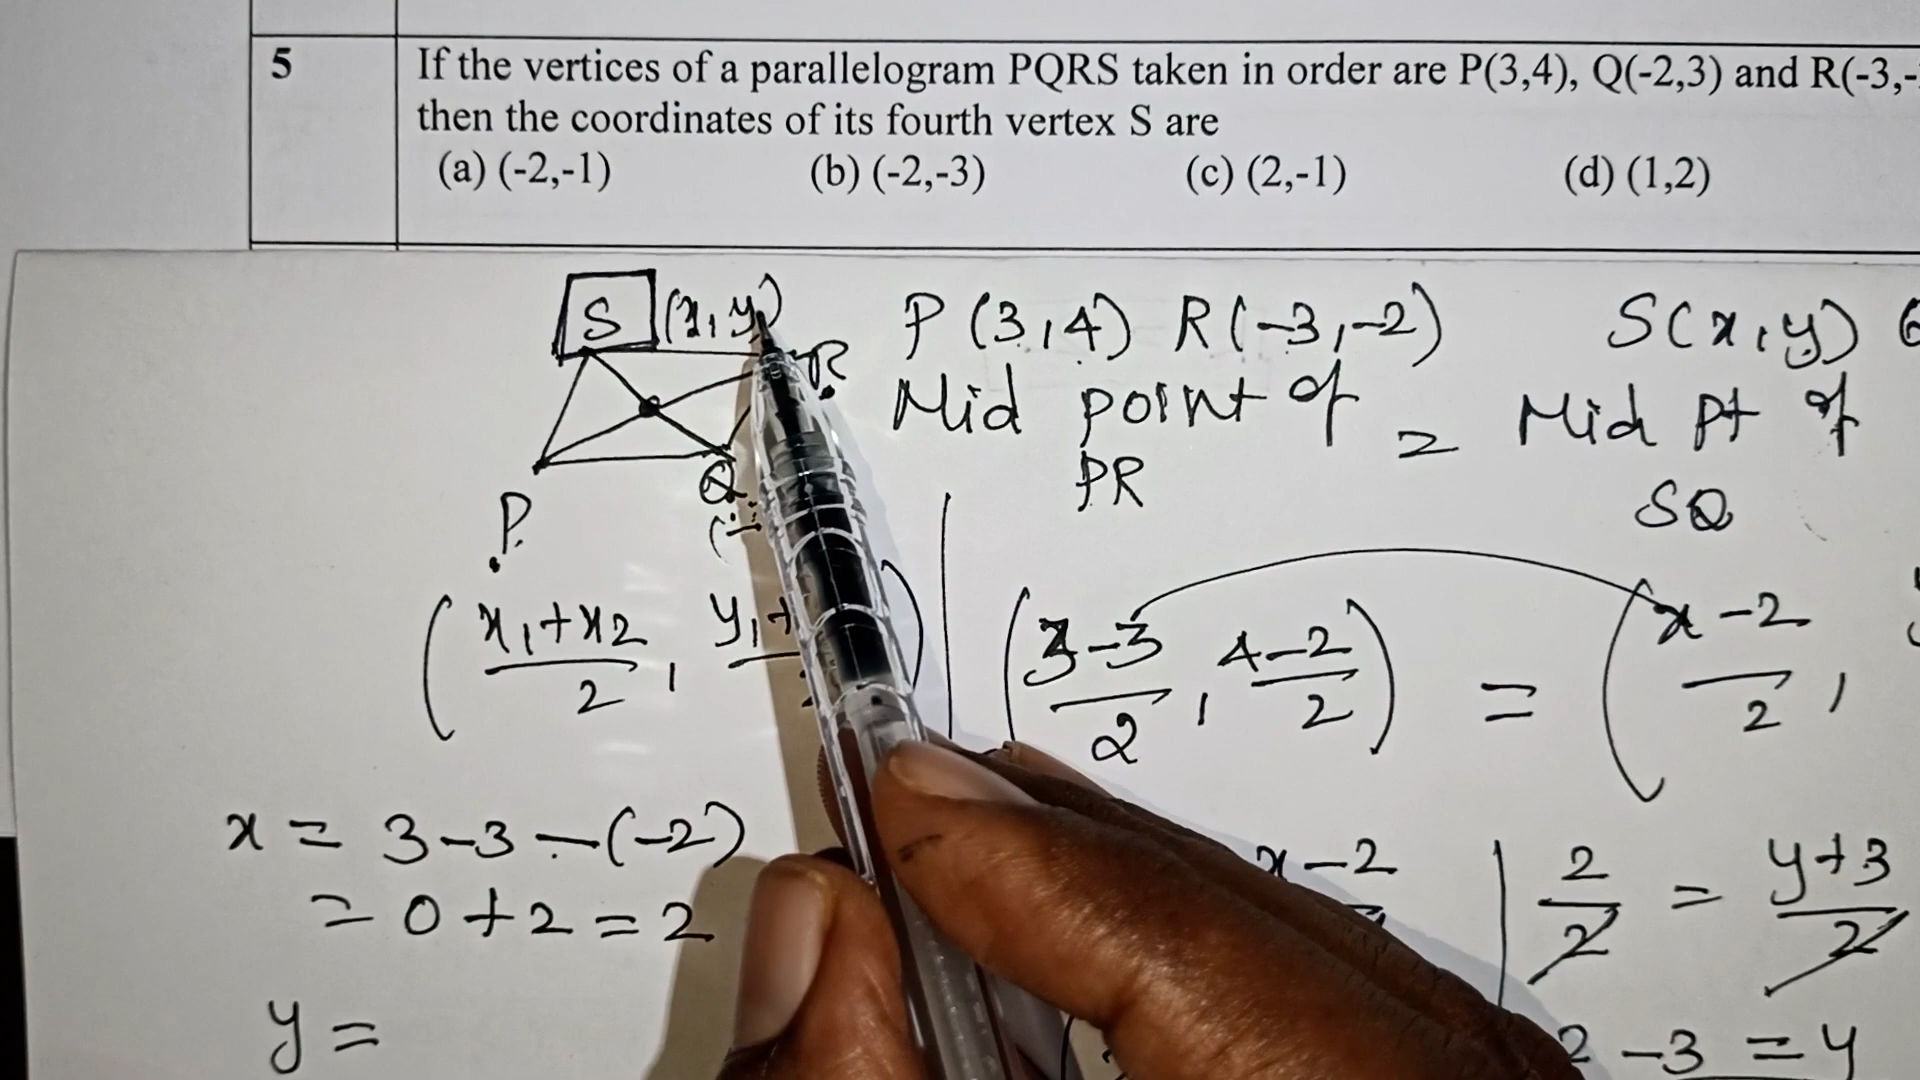 5 If the vertices of a parallelogram PQRS taken in order are P(3,4), Q(-2,3) and R(-3,-
then the coordinates of its fourth vertex S are
(a) (-2,-1) (b) (-2,-3) (c) (2,-1) (d) (1,2)
S (x,y) P (3,4) R(-3,-2) S(x,y)
R
Mid point of = Mid pt of
PR SQ
Q
P
(x1+x2/2, y1+ ) (3-3/2, 4-2/2) = (x-2/2,
x = 3-3-(-2) x-2 2/2 = y+3/2
= 0+2=2
y = 2-3=y